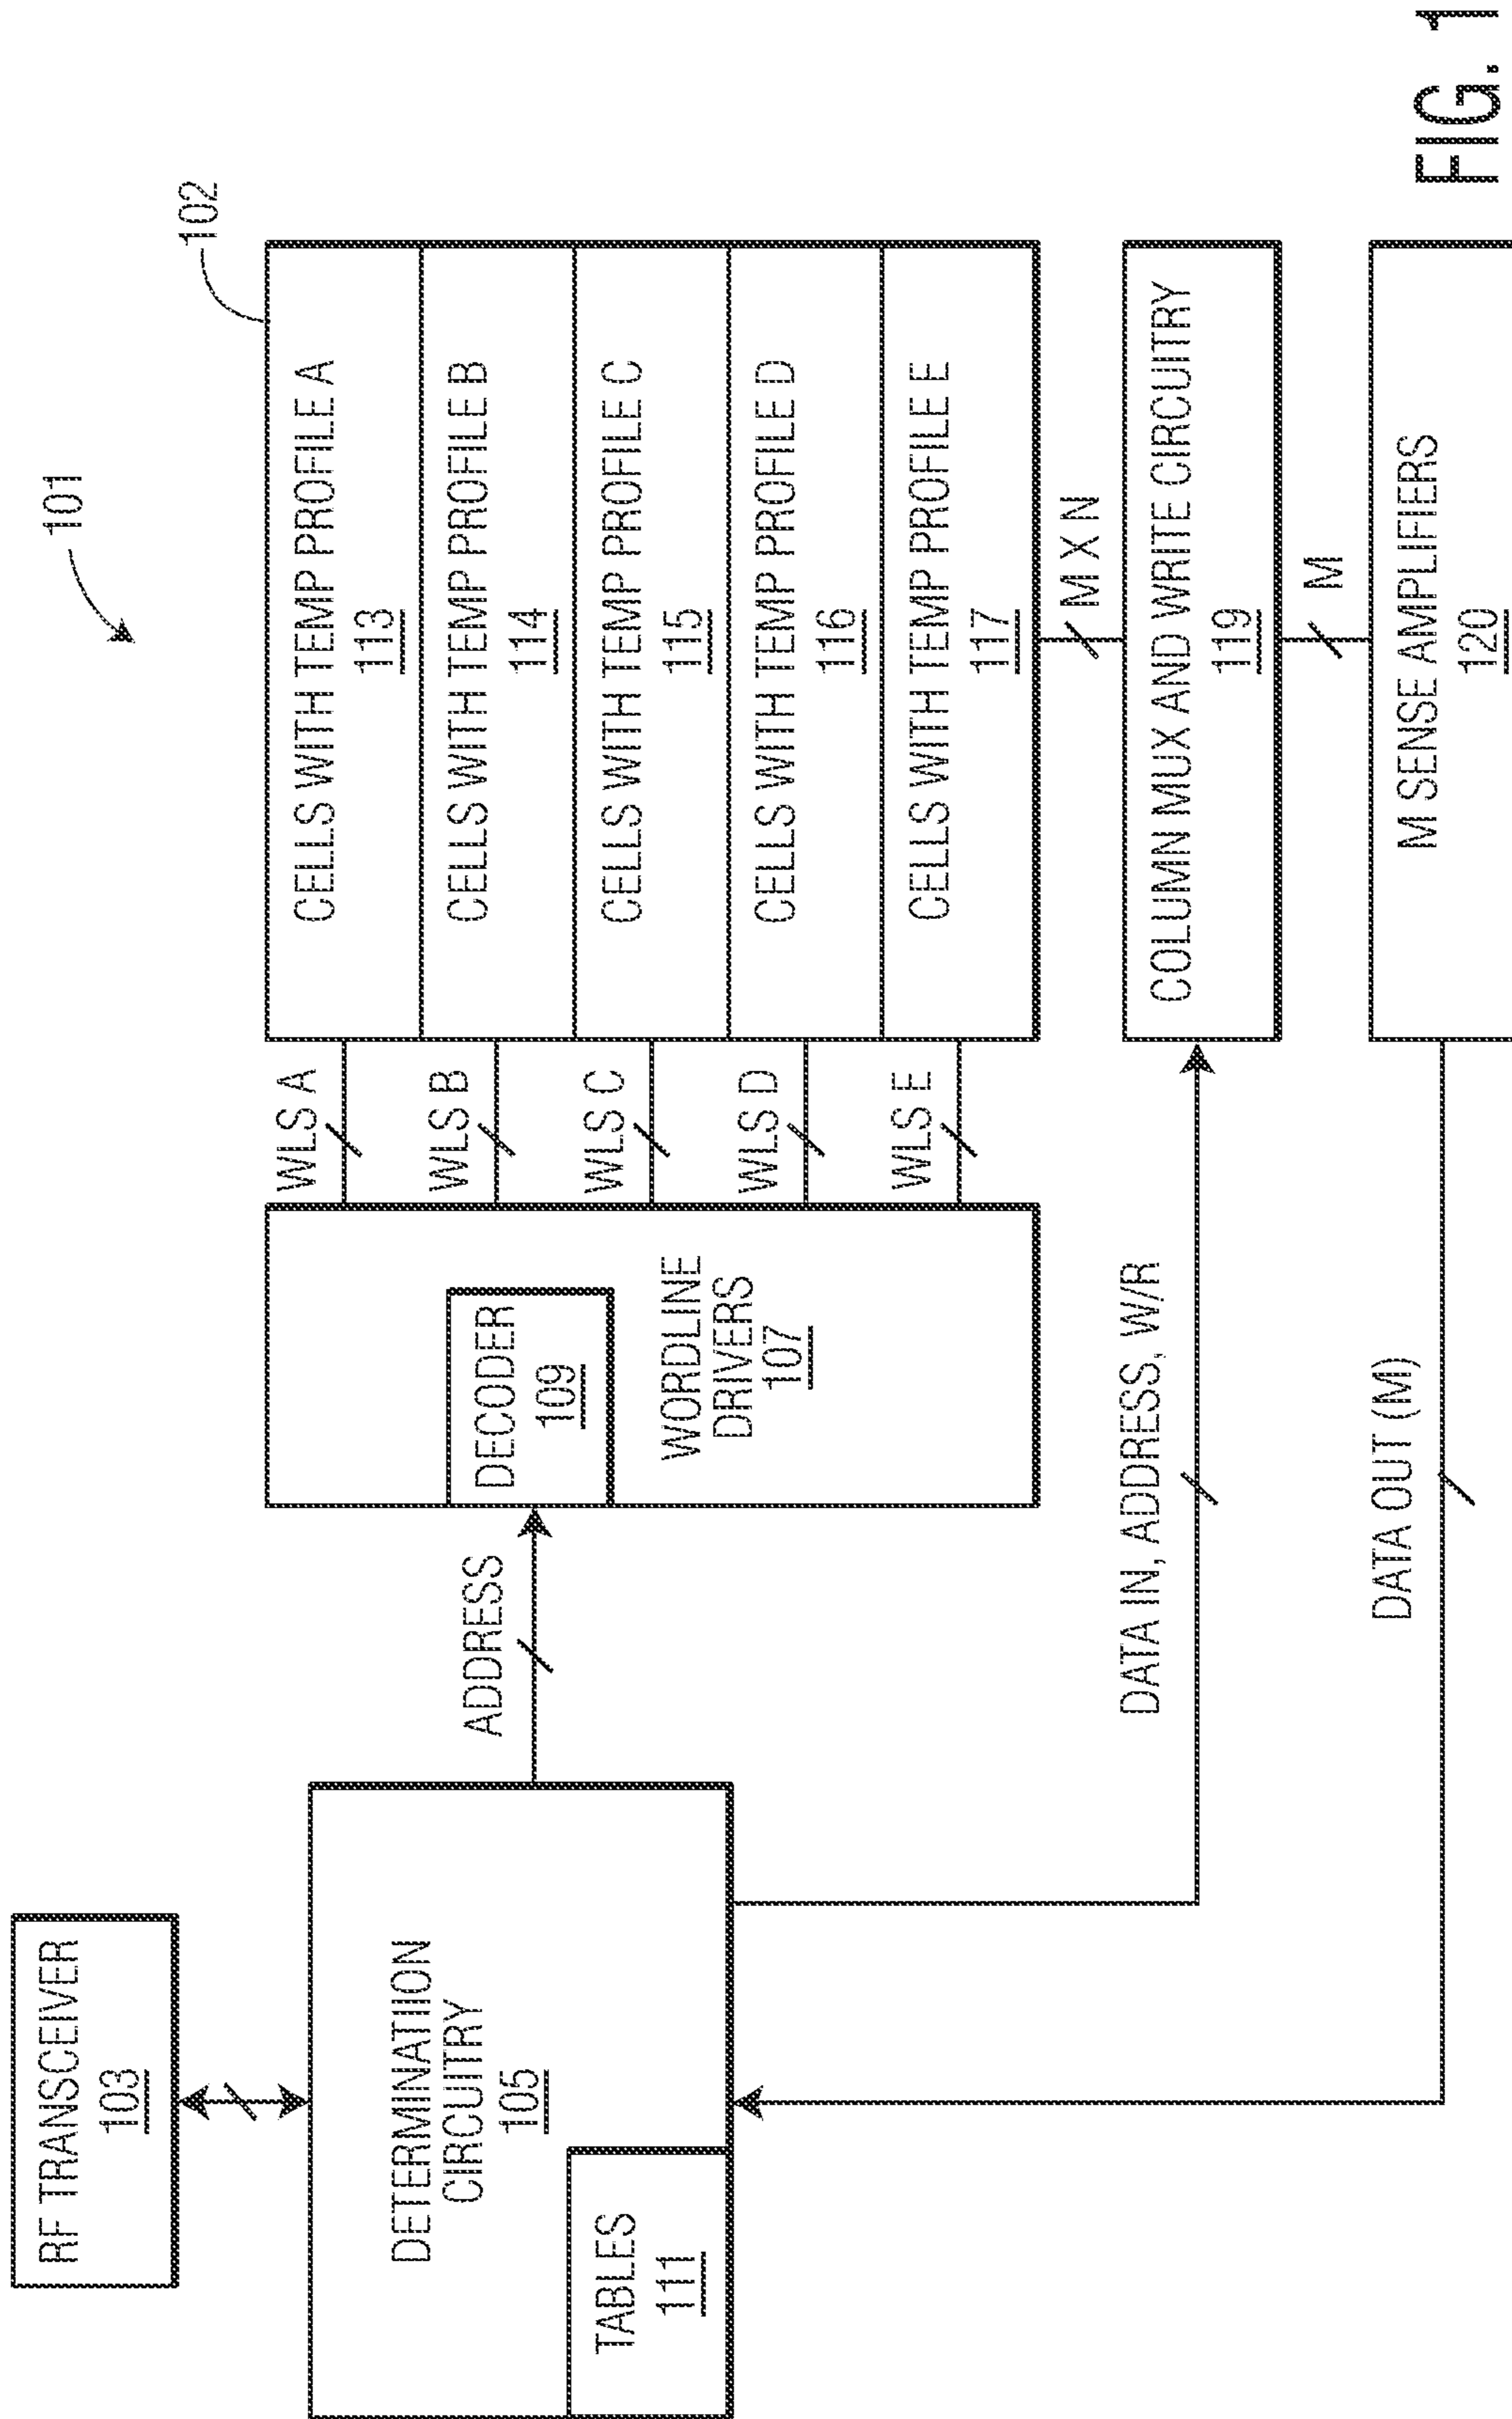 101
102
RF TRANSCEIVER
103
DETERMINATIION
CIRCUITRY
105
TABLES
111
ADDRESS
DECODER
109
WORDLINE
DRIVERS
107
WLS A
WLS B
WLS C
WLS D
WLS E
CELLS WITH TEMP PROFILE A
113
CELLS WITH TEMP PROFILE B
114
CELLS WITH TEMP PROFILE C
115
CELLS WITH TEMP PROFILE D
116
CELLS WITH TEMP PROFILE E
117
M X N
DATA IN, ADDRESS, W/R
COLUMN MUX AND WRITE CIRCUITRY
119
M
DATA OUT (M)
M SENSE AMPLIFIERS
120
FIG. 1